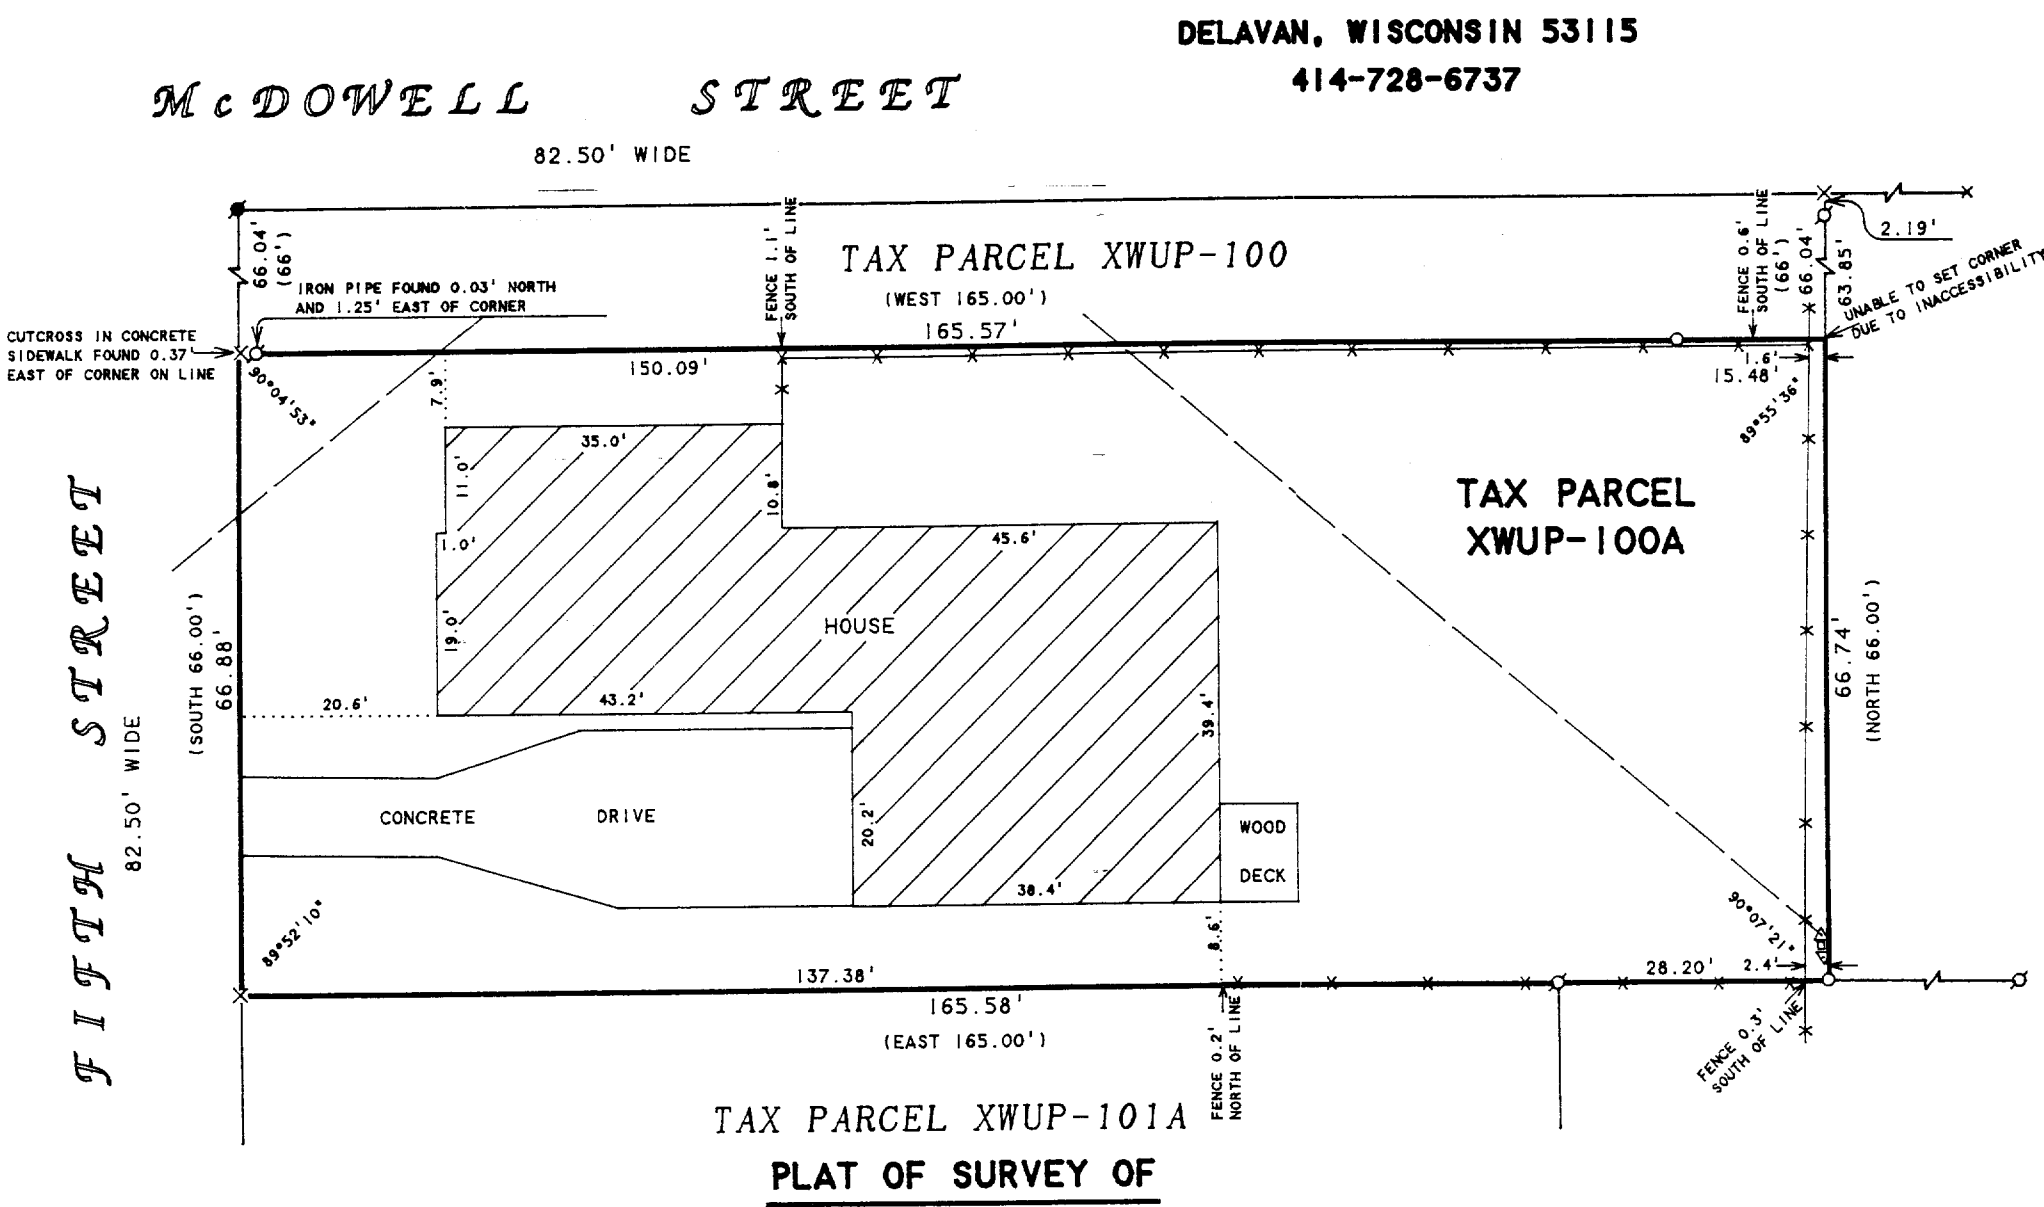 DELAVAN, WISCONSIN 53115
414-728-6737
McDOWELL STREET
82.50' WIDE
66.04'
(66')
IRON PIPE FOUND 0.03' NORTH
AND 1.25' EAST OF CORNER
CUTCROSS IN CONCRETE
SIDEWALK FOUND 0.37'
EAST OF CORNER ON LINE
FENCE 1.1'
SOUTH OF LINE
TAX PARCEL XWUP-100
(WEST 165.00')
165.57'
FENCE 0.6'
SOUTH OF LINE
(66')
66.04'
63.85'
2.19'
UNABLE TO SET CORNER
DUE TO INACCESSIBILITY
150.09'
1.6'
15.48'
90°04'53"
7.9'
89°55'36"
35.0'
11.0'
10.8'
1.0'
45.6'
TAX PARCEL
XWUP-100A
HOUSE
19.0'
20.6'
43.2'
39.4'
FIFTH STREET
82.50' WIDE
(SOUTH 66.00')
66.88'
66.74'
(NORTH 66.00')
CONCRETE DRIVE
20.2'
WOOD
DECK
38.4'
8.6'
89°52'10"
90°07'21"
137.38'
28.20'
2.4'
165.58'
(EAST 165.00')
FENCE 0.2'
NORTH OF LINE
FENCE 0.3'
SOUTH OF LINE
TAX PARCEL XWUP-101A
PLAT OF SURVEY OF